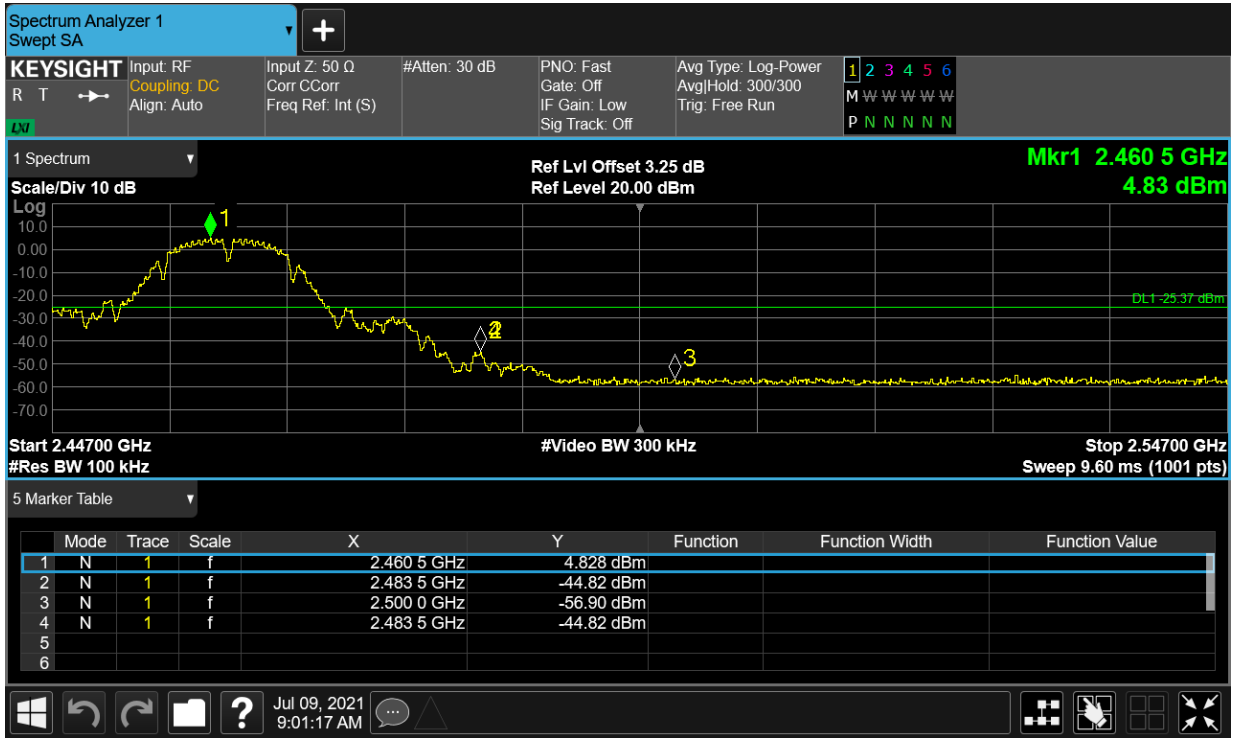 Spectrum Analyzer 1
Swept SA
+
KEYSIGHT
R T
LXI
Input: RF
Coupling: DC
Align: Auto
Input Z: 50 Ω
Corr CCorr
Freq Ref: Int (S)
#Atten: 30 dB
PNO: Fast
Gate: Off
IF Gain: Low
Sig Track: Off
Avg Type: Log-Power
Avg|Hold: 300/300
Trig: Free Run
1 2 3 4 5 6
M W W W W W
P N N N N N
1 Spectrum
Scale/Div 10 dB
Ref Lvl Offset 3.25 dB
Ref Level 20.00 dBm
Mkr1 2.460 5 GHz
4.83 dBm
Log
10.0
0.00
-10.0
-20.0
-30.0
-40.0
-50.0
-60.0
-70.0
1
2
4
3
DL1 -25.37 dBm
Start 2.44700 GHz
#Res BW 100 kHz
#Video BW 300 kHz
Stop 2.54700 GHz
Sweep 9.60 ms (1001 pts)
5 Marker Table
Mode Trace Scale X Y Function Function Width Function Value
1 N 1 f 2.460 5 GHz 4.828 dBm
2 N 1 f 2.483 5 GHz -44.82 dBm
3 N 1 f 2.500 0 GHz -56.90 dBm
4 N 1 f 2.483 5 GHz -44.82 dBm
5
6
?
Jul 09, 2021
9:01:17 AM